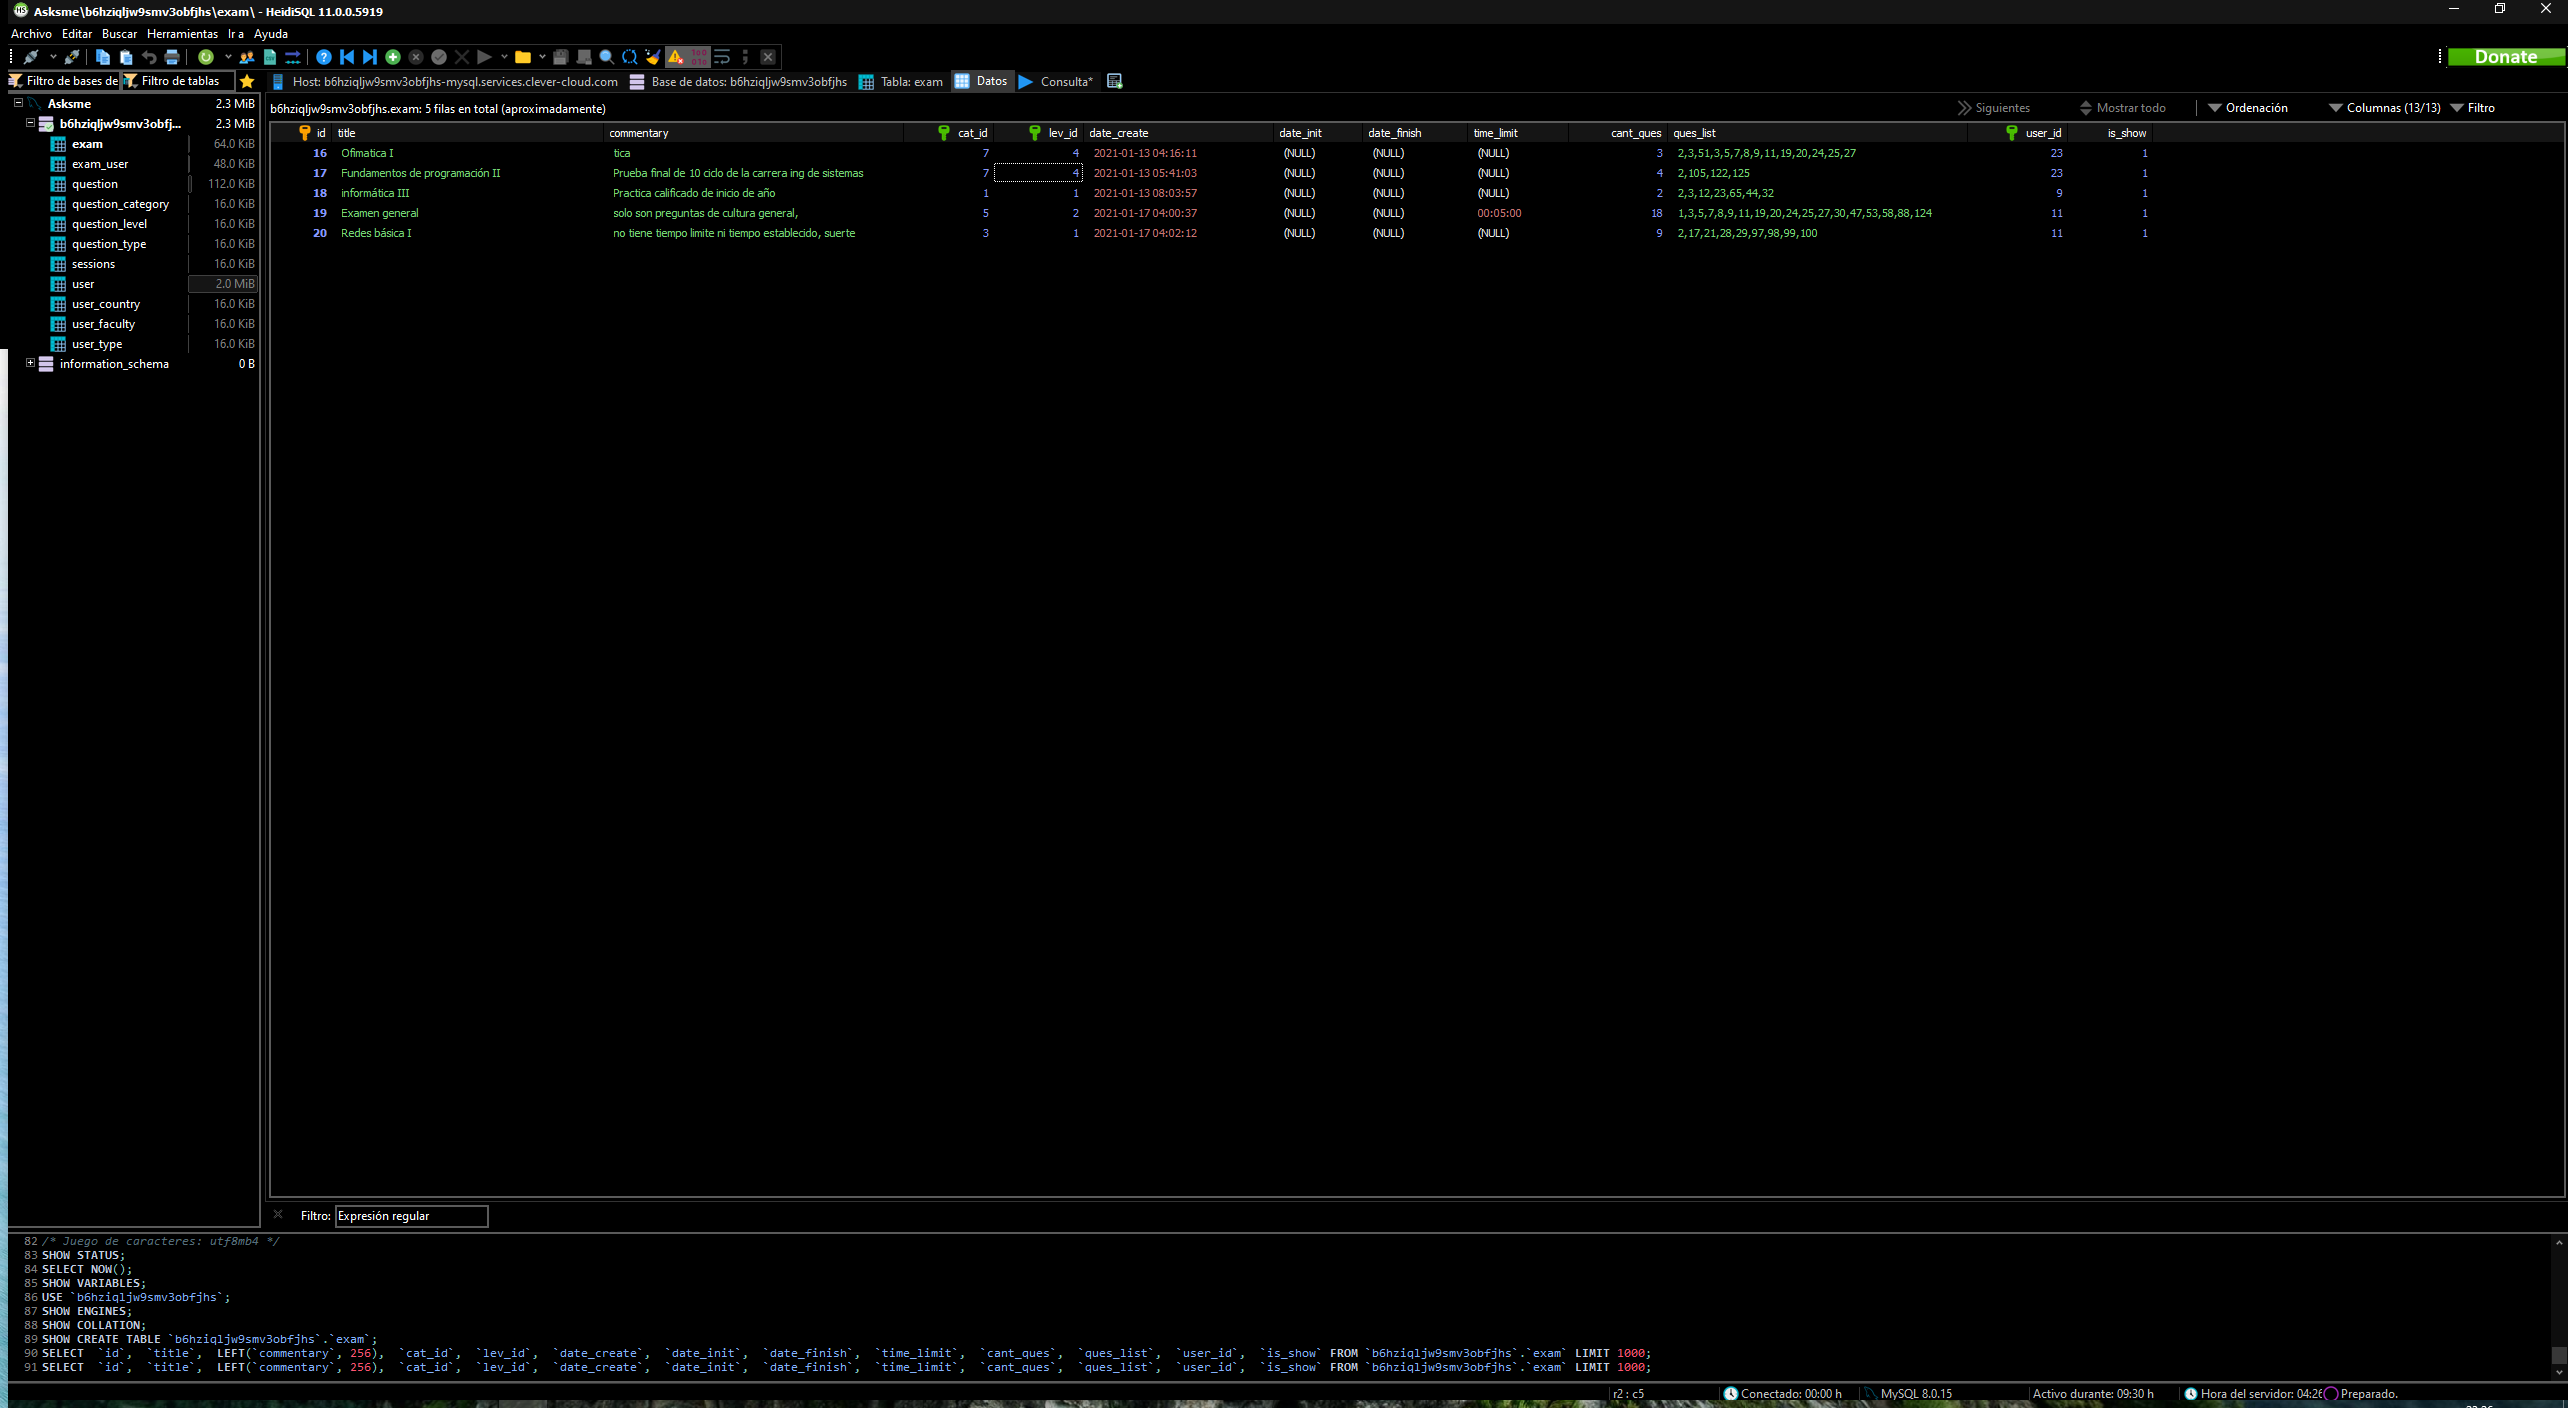 Asksme\b6hziqljw9smv3obfjhs\exam\ - HeidiSQL 11.0.0.5919
Archivo Editar Buscar Herramientas Ir a Ayuda
Donate
Filtro de bases de Filtro de tablas
Host: b6hziqljw9smv3obfjhs-mysql.services.clever-cloud.com Base de datos: b6hziqljw9smv3obfjhs Tabla: exam Datos Consulta*
Asksme 2.3 MiB
b6hziqljw9smv3obfj... 2.3 MiB
exam 64.0 KiB
exam_user 48.0 KiB
question 112.0 KiB
question_category 16.0 KiB
question_level 16.0 KiB
question_type 16.0 KiB
sessions 16.0 KiB
user 2.0 MiB
user_country 16.0 KiB
user_faculty 16.0 KiB
user_type 16.0 KiB
information_schema 0 B
b6hziqljw9smv3obfjhs.exam: 5 filas en total (aproximadamente) Siguientes Mostrar todo Ordenación Columnas (13/13) Filtro
id title commentary cat_id lev_id date_create date_init date_finish time_limit cant_ques ques_list user_id is_show
16 Ofimatica I tica 7 4 2021-01-13 04:16:11 (NULL) (NULL) (NULL) 3 2,3,51,3,5,7,8,9,11,19,20,24,25,27 23 1
17 Fundamentos de programación II Prueba final de 10 ciclo de la carrera ing de sistemas 7 4 2021-01-13 05:41:03 (NULL) (NULL) (NULL) 4 2,105,122,125 23 1
18 informática III Practica calificado de inicio de año 1 1 2021-01-13 08:03:57 (NULL) (NULL) (NULL) 2 2,3,12,23,65,44,32 9 1
19 Examen general solo son preguntas de cultura general, 5 2 2021-01-17 04:00:37 (NULL) (NULL) 00:05:00 18 1,3,5,7,8,9,11,19,20,24,25,27,30,47,53,58,88,124 11 1
20 Redes básica I no tiene tiempo limite ni tiempo establecido, suerte 3 1 2021-01-17 04:02:12 (NULL) (NULL) (NULL) 9 2,17,21,28,29,97,98,99,100 11 1
Filtro: Expresión regular
82 /* Juego de caracteres: utf8mb4 */
83 SHOW STATUS;
84 SELECT NOW();
85 SHOW VARIABLES;
86 USE `b6hziqljw9smv3obfjhs`;
87 SHOW ENGINES;
88 SHOW COLLATION;
89 SHOW CREATE TABLE `b6hziqljw9smv3obfjhs`.`exam`;
90 SELECT `id`, `title`, LEFT(`commentary`, 256), `cat_id`, `lev_id`, `date_create`, `date_init`, `date_finish`, `time_limit`, `cant_ques`, `ques_list`, `user_id`, `is_show` FROM `b6hziqljw9smv3obfjhs`.`exam` LIMIT 1000;
91 SELECT `id`, `title`, LEFT(`commentary`, 256), `cat_id`, `lev_id`, `date_create`, `date_init`, `date_finish`, `time_limit`, `cant_ques`, `ques_list`, `user_id`, `is_show` FROM `b6hziqljw9smv3obfjhs`.`exam` LIMIT 1000;
r2 : c5 Conectado: 00:00 h MySQL 8.0.15 Activo durante: 09:30 h Hora del servidor: 04:26 Preparado.